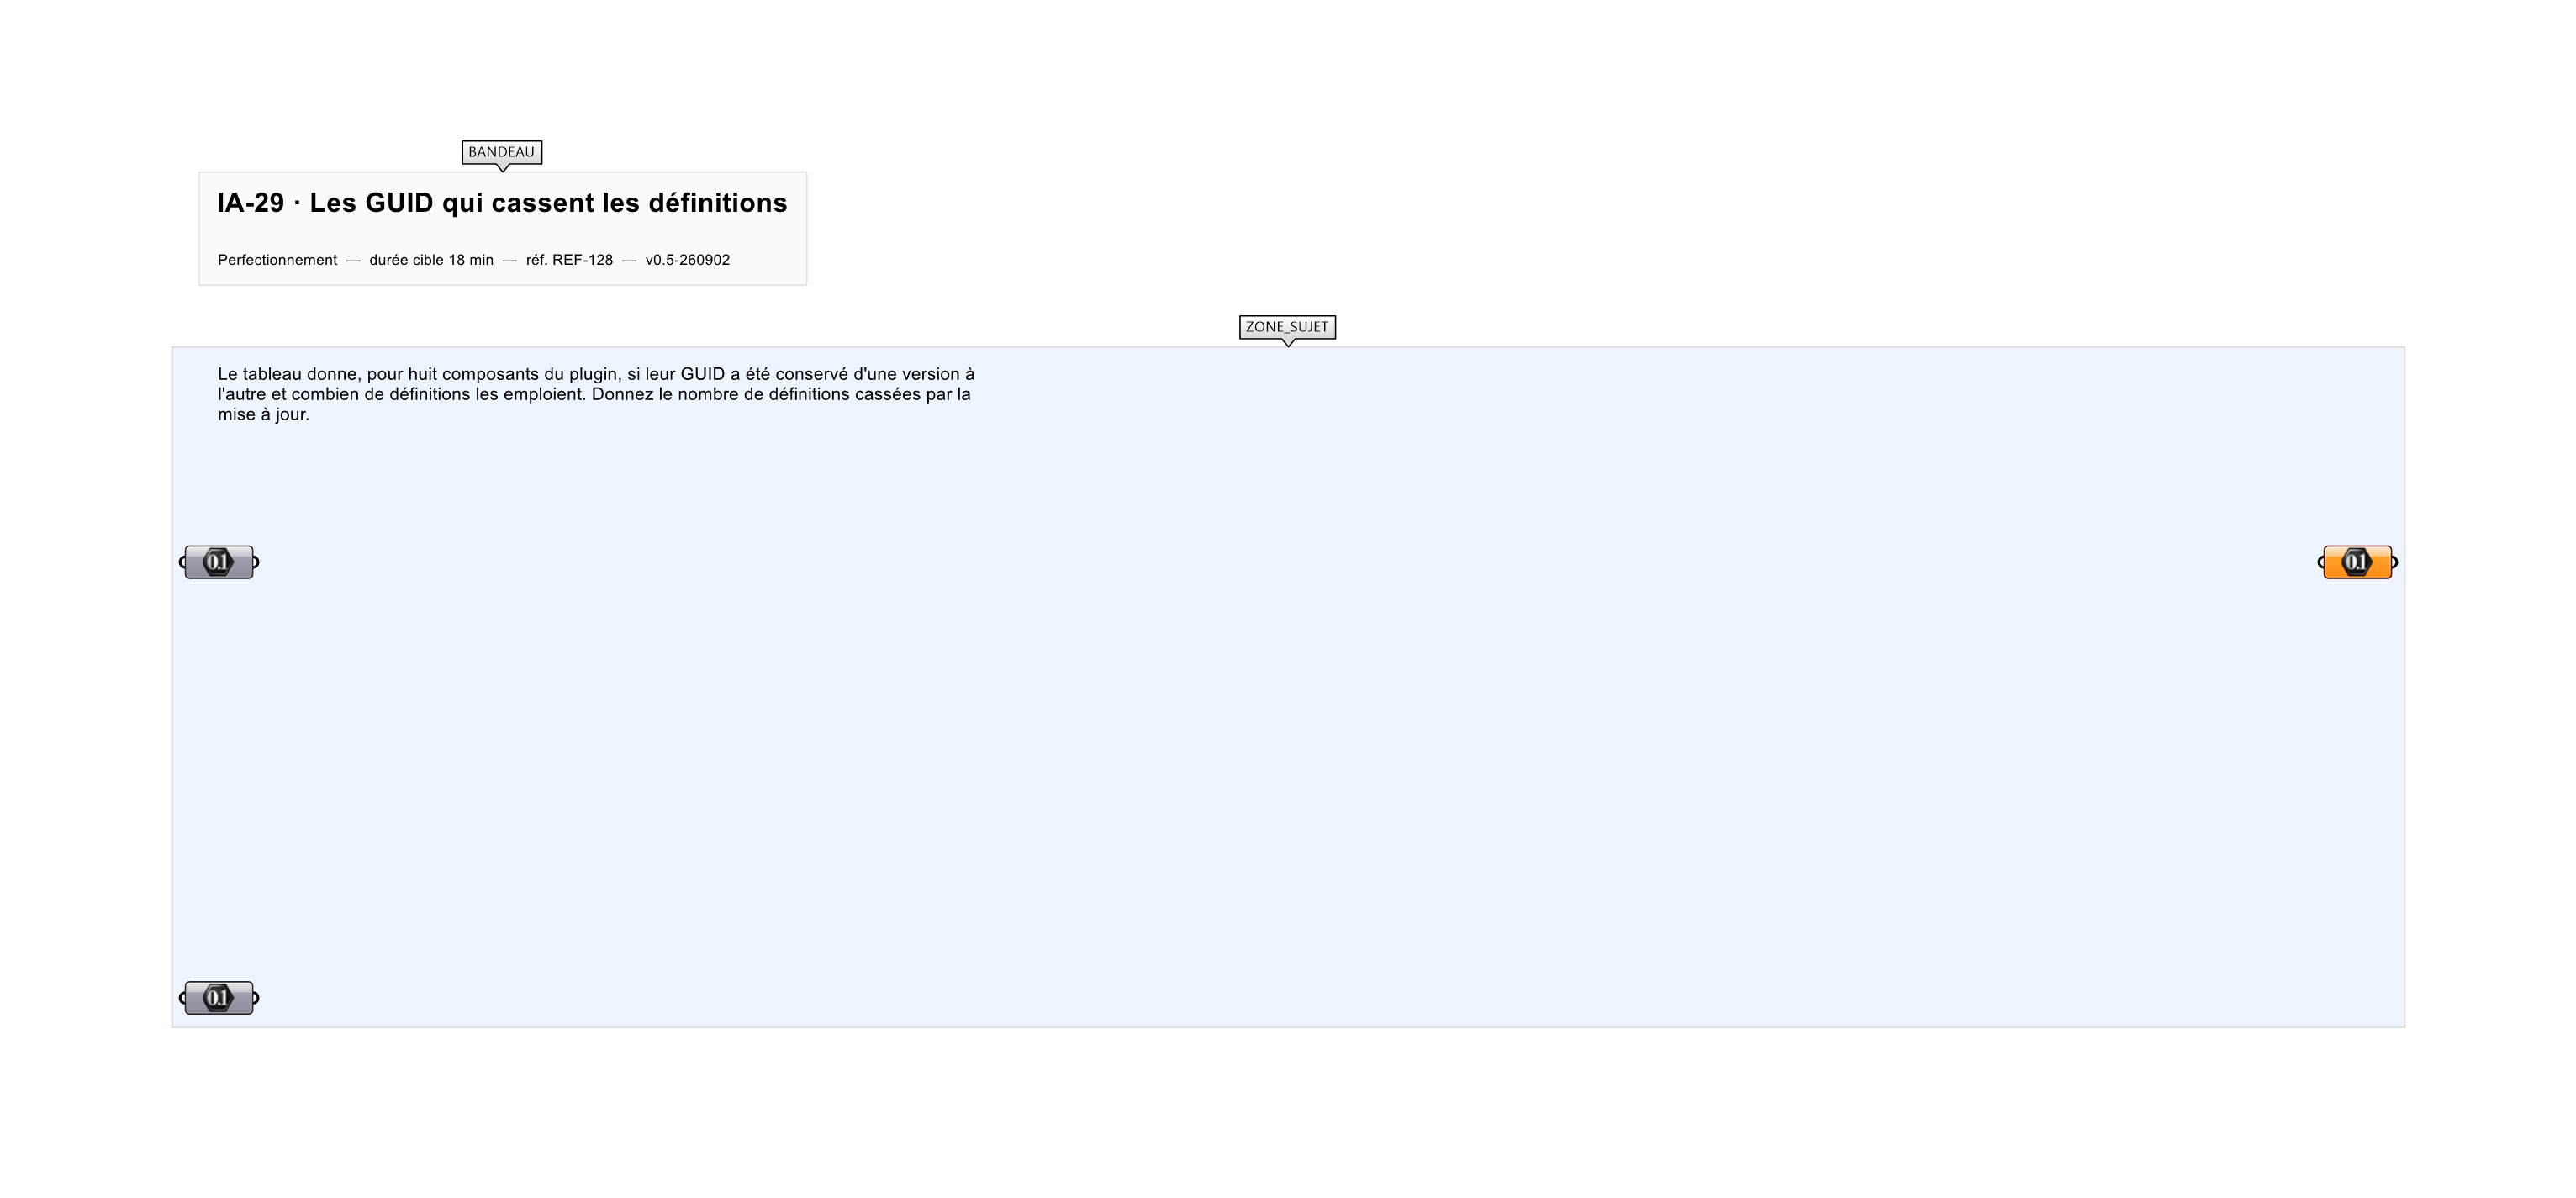 BANDEAU
IA-29 · Les GUID qui cassent les définitions
Perfectionnement — durée cible 18 min — réf. REF-128 — v0.5-260902
ZONE_SUJET
Le tableau donne, pour huit composants du plugin, si leur GUID a été conservé d'une version à
l'autre et combien de définitions les emploient. Donnez le nombre de définitions cassées par la
mise à jour.
0.1
0.1
0.1